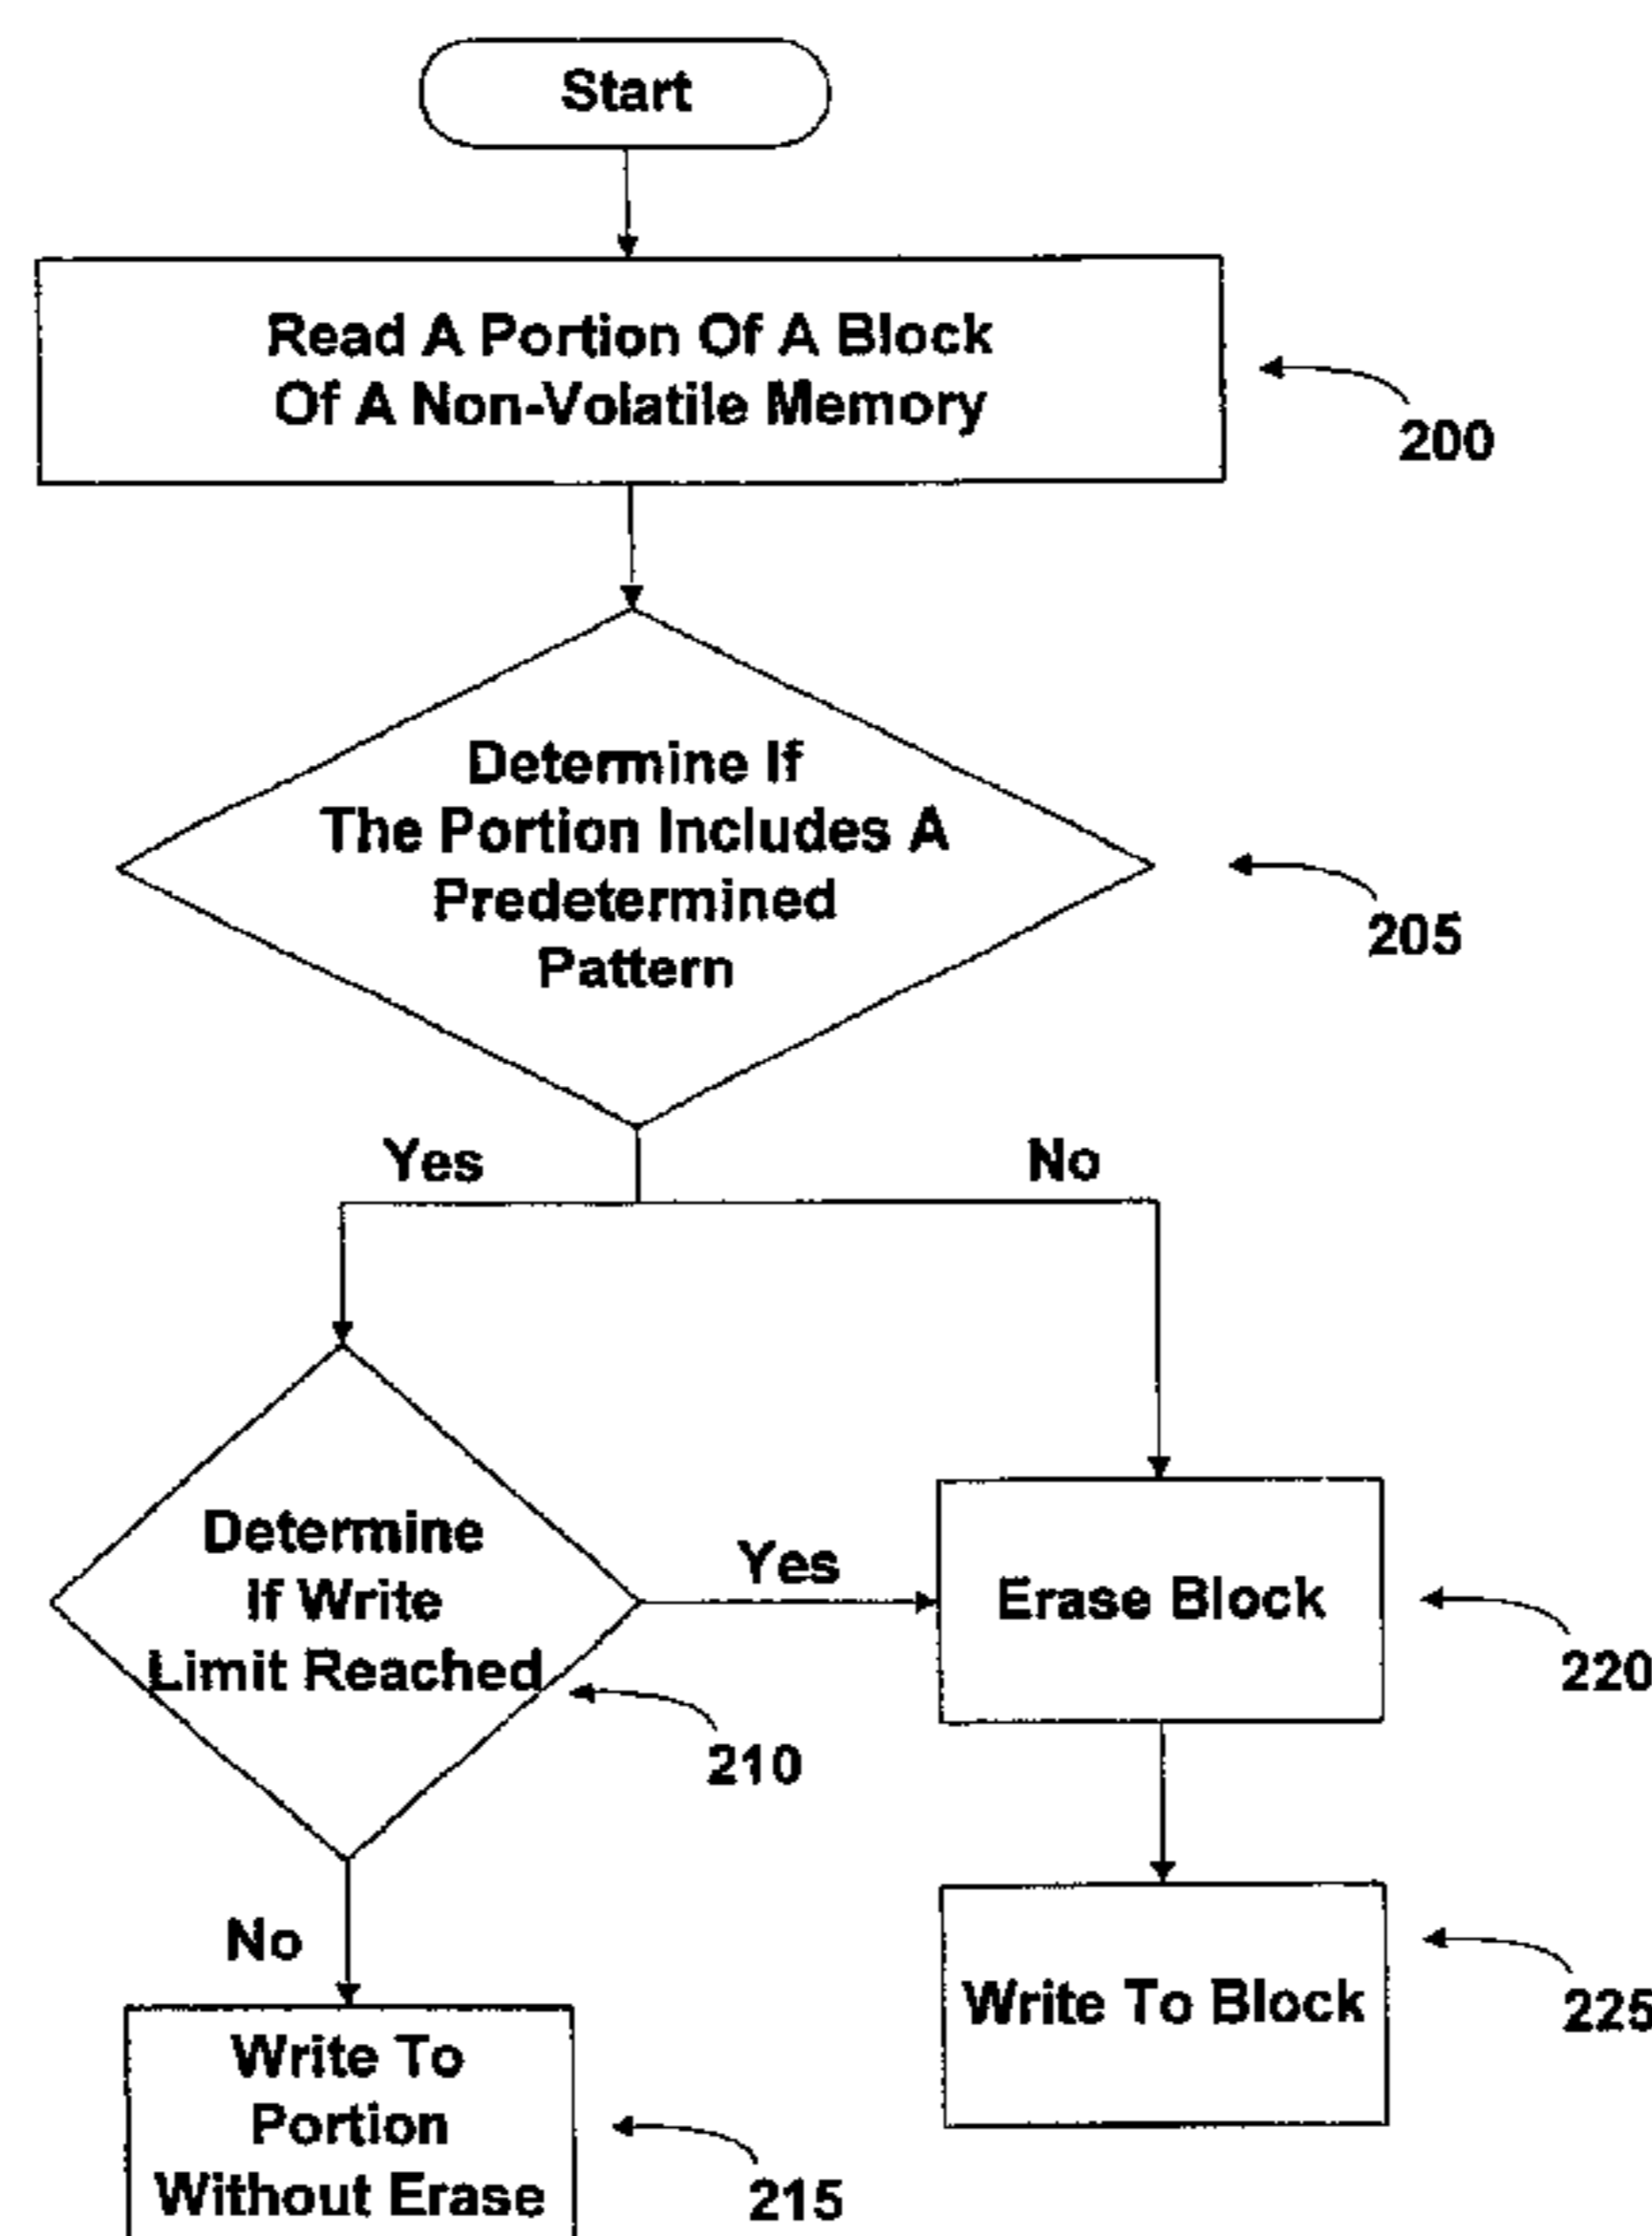 Start
Read A Portion Of A Block
Of A Non-Volatile Memory
200
Determine If
The Portion Includes A
Predetermined
Pattern
205
Yes
No
Determine
If Write
Limit Reached
210
Yes
Erase Block
220
No
Write To Block
225
Write To
Portion
Without Erase
215